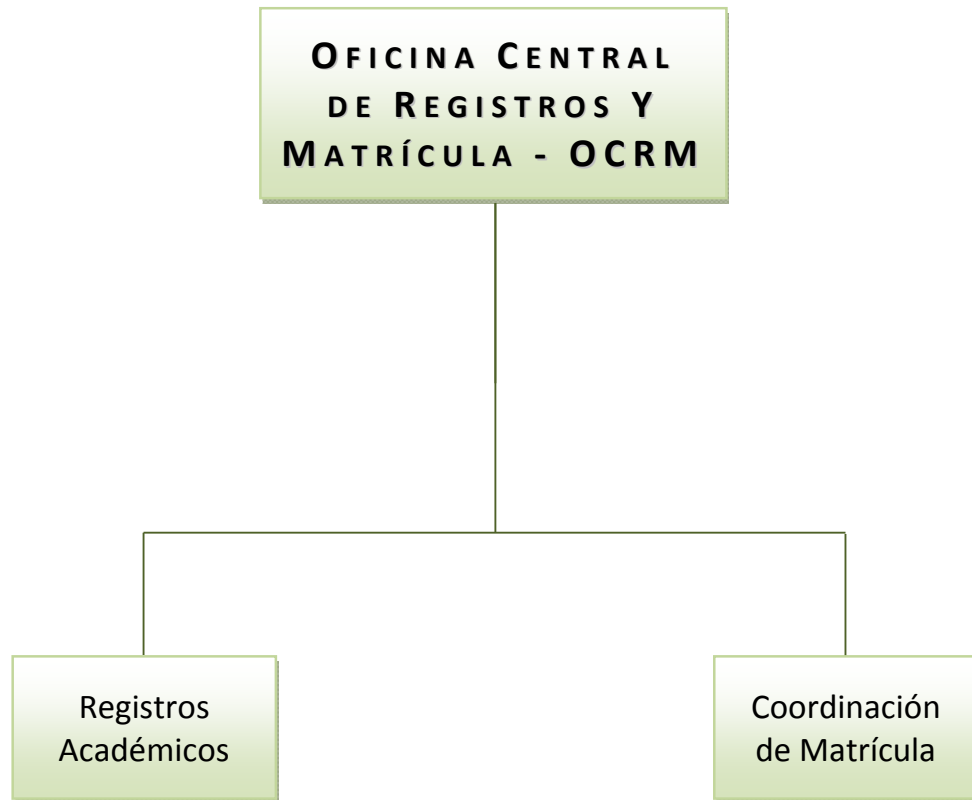 OFICINA CENTRAL
DE REGISTROS Y
MATRÍCULA - OCRM
Registros
Académicos
Coordinación
de Matrícula